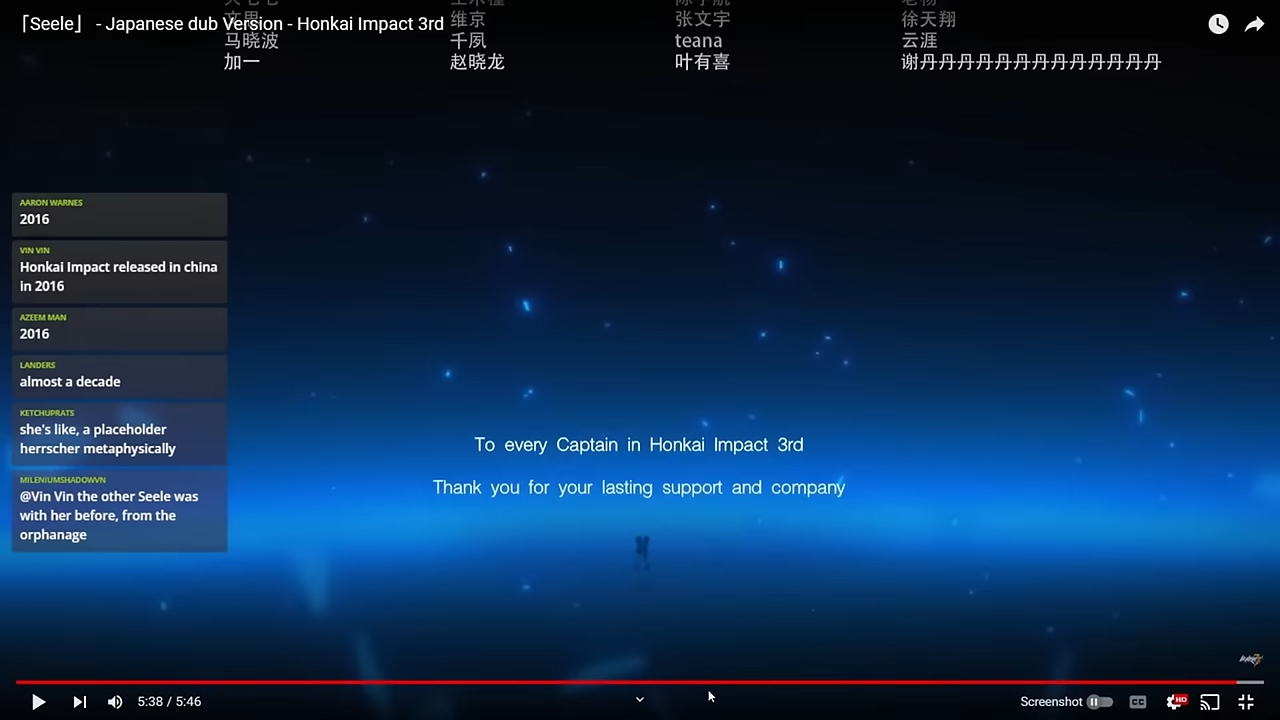 「Seele」 - Japanese dub Version - Honkai Impact 3rd
维京 张文宇 徐天翔
马晓波 千夙 teana 云涯
加一 赵晓龙 叶有喜 谢丹丹丹丹丹丹丹丹丹丹丹丹丹
AARON WARNES
2016
VIN VIN
Honkai Impact released in china
in 2016
AZEEM MAN
2016
LANDERS
almost a decade
KETCHUPRATS
she's like, a placeholder
herrscher metaphysically
MILENIUMSHADOWVN
@Vin Vin the other Seele was
with her before, from the
orphanage
To every Captain in Honkai Impact 3rd
Thank you for your lasting support and company
5:38 / 5:46
Screenshot
CC
HD